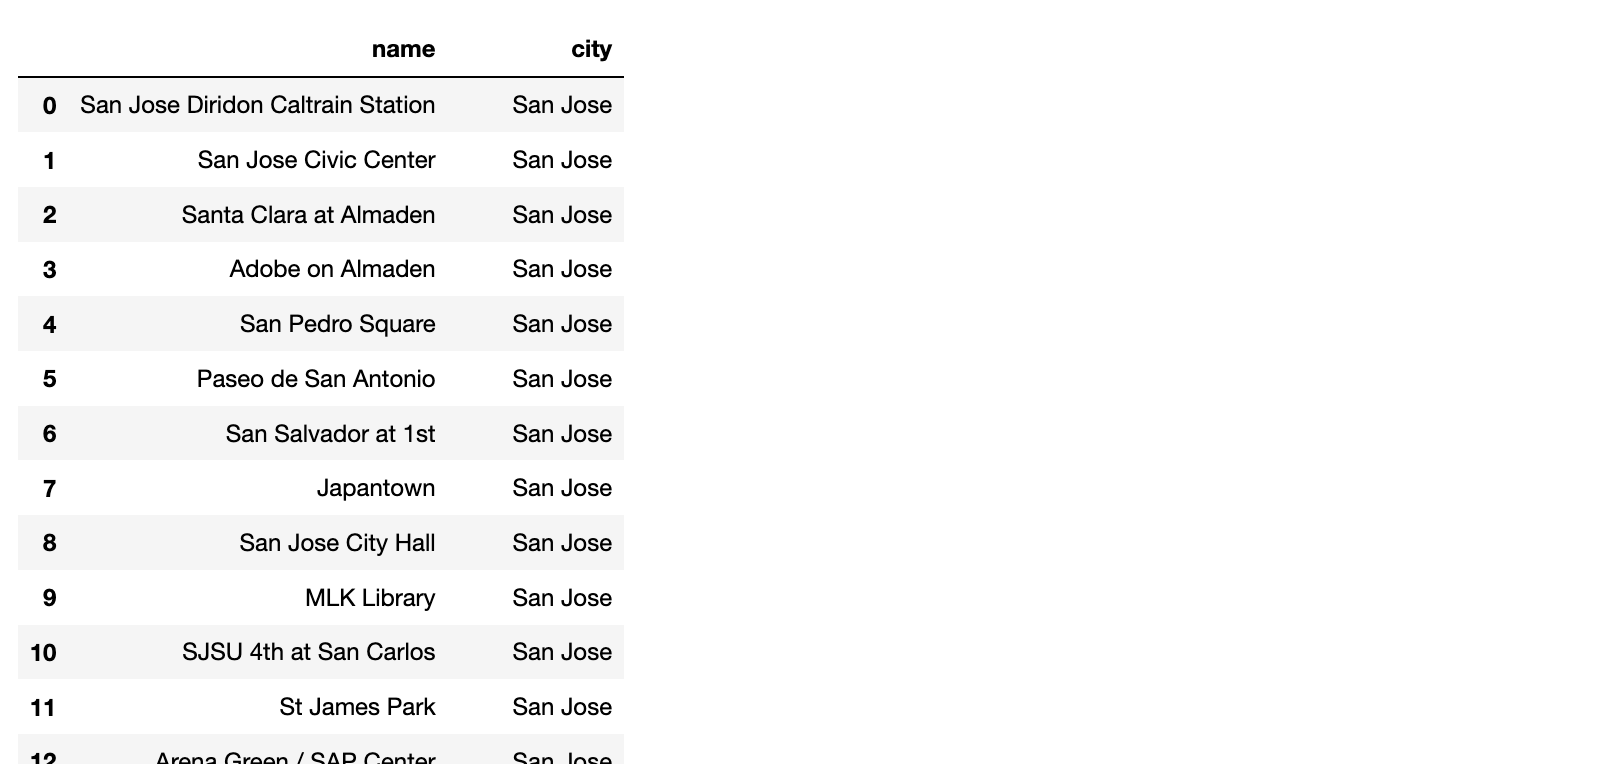 name city
0 San Jose Diridon Caltrain Station San Jose
1 San Jose Civic Center San Jose
2 Santa Clara at Almaden San Jose
3 Adobe on Almaden San Jose
4 San Pedro Square San Jose
5 Paseo de San Antonio San Jose
6 San Salvador at 1st San Jose
7 Japantown San Jose
8 San Jose City Hall San Jose
9 MLK Library San Jose
10 SJSU 4th at San Carlos San Jose
11 St James Park San Jose
12 Arena Green / SAP Center San Jose